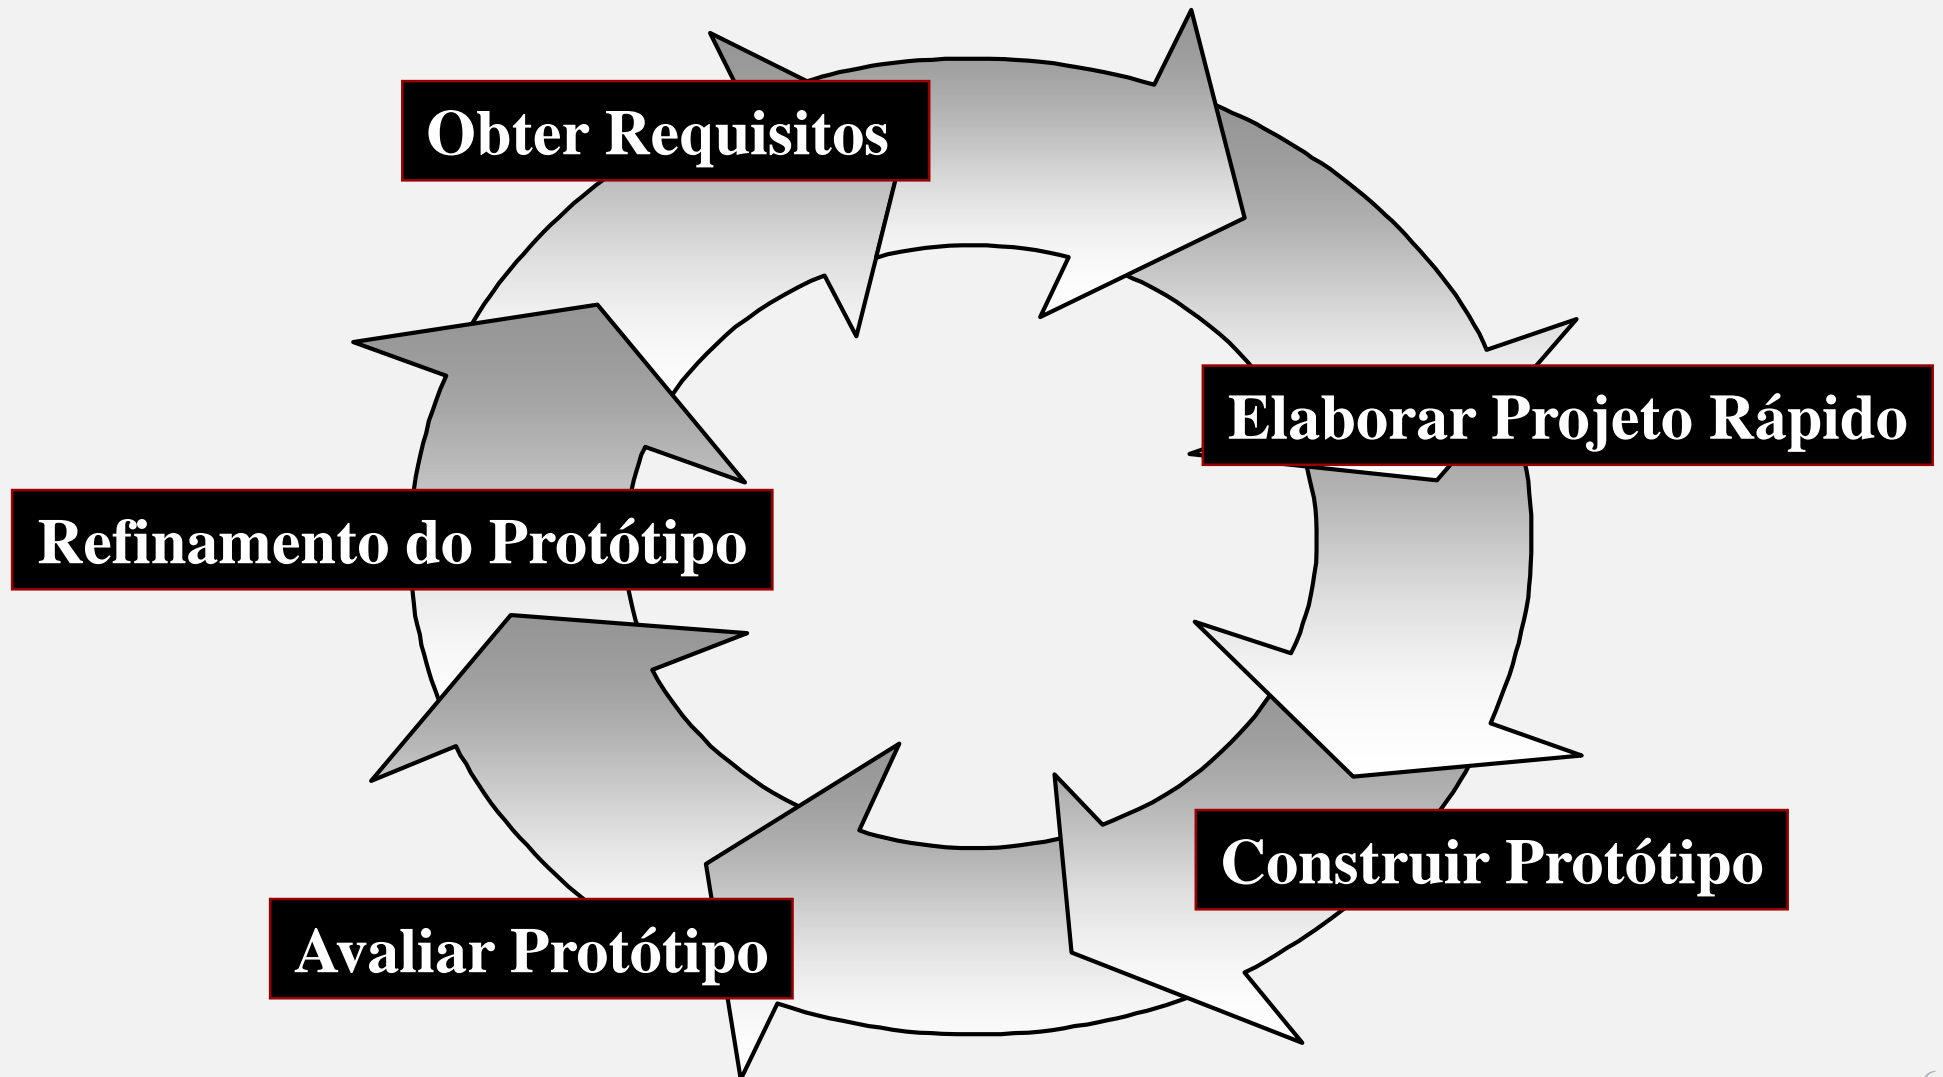 Obter Requisitos
Elaborar Projeto Rápido
Refinamento do Protótipo
Construir Protótipo
Avaliar Protótipo